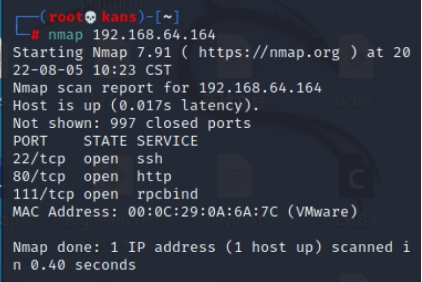 (root💀kans)-[~]
# nmap 192.168.64.164
Starting Nmap 7.91 ( https://nmap.org ) at 20
22-08-05 10:23 CST
Nmap scan report for 192.168.64.164
Host is up (0.017s latency).
Not shown: 997 closed ports
PORT    STATE SERVICE
22/tcp  open  ssh
80/tcp  open  http
111/tcp open  rpcbind
MAC Address: 00:0C:29:0A:6A:7C (VMware)

Nmap done: 1 IP address (1 host up) scanned i
n 0.40 seconds